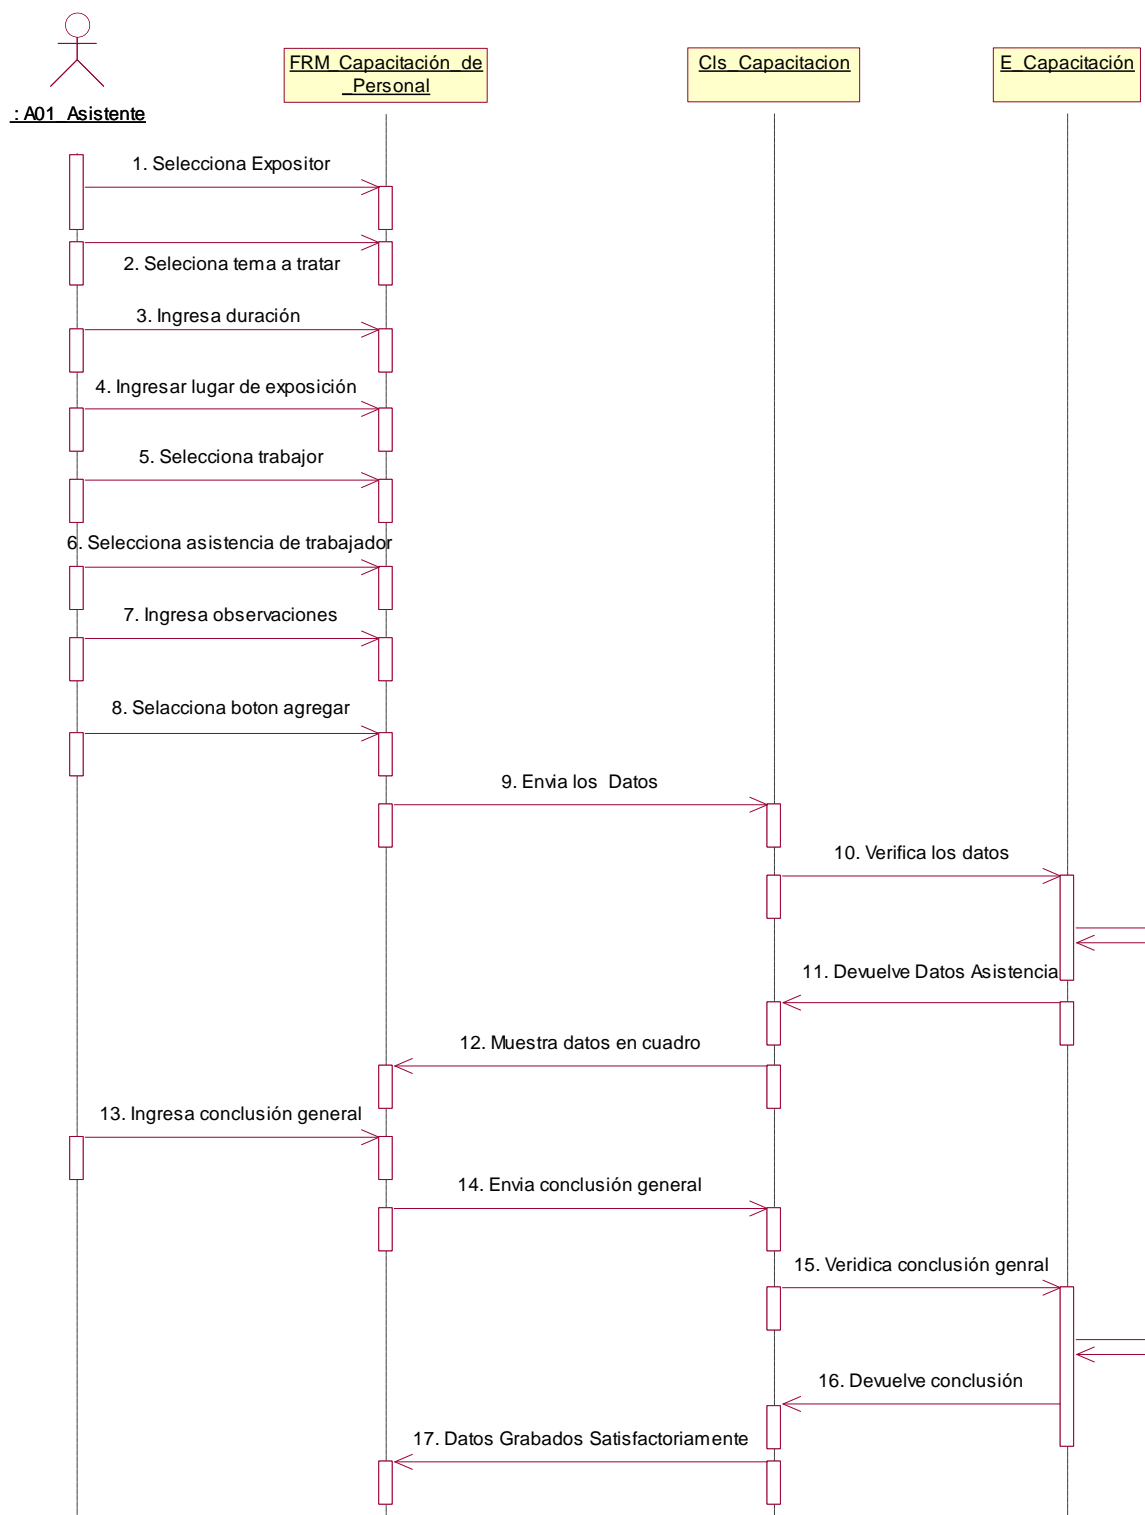 : A01_Asistente
FRM_Capacitación_de
_Personal
Cls_Capacitacion
E_Capacitación
1. Selecciona Expositor
2. Seleciona tema a tratar
3. Ingresa duración
4. Ingresar lugar de exposición
5. Selecciona trabajor
6. Selecciona asistencia de trabajador
7. Ingresa observaciones
8. Selacciona boton agregar
9. Envia los  Datos
10. Verifica los datos
11. Devuelve Datos Asistencia
12. Muestra datos en cuadro
13. Ingresa conclusión general
14. Envia conclusión general
15. Veridica conclusión genral
16. Devuelve conclusión
17. Datos Grabados Satisfactoriamente